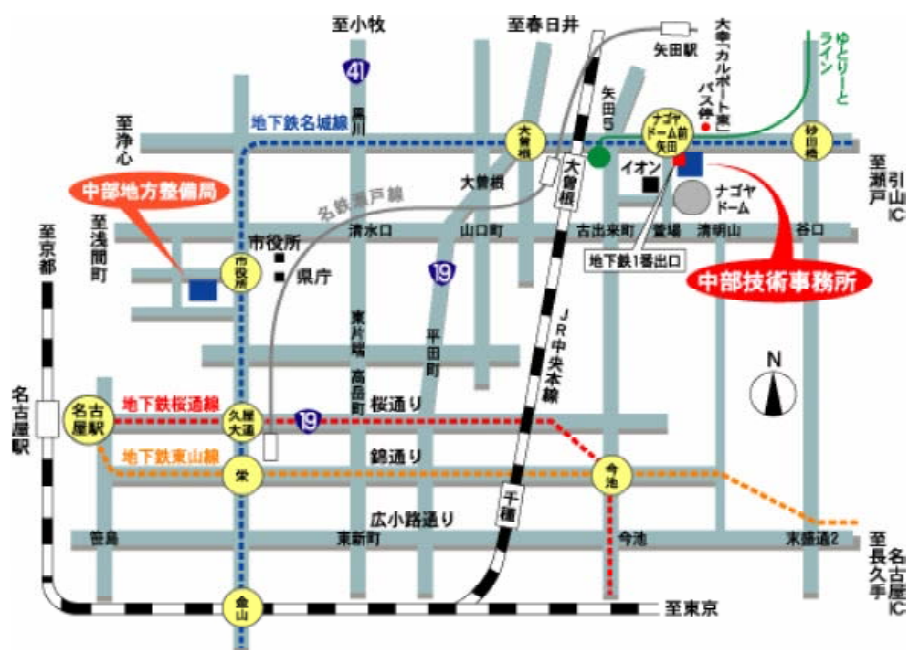 至小牧
至春日井
矢田駅
大幸「カルポート東」
バス停
ゆとりーと
ライン
41
黒川
矢田5
ナゴヤ
ドーム前
矢田
至浄心
地下鉄名城線
大曽根
砂田橋
中部地方整備局
大曽根
大曽根
イオン
ナゴヤ
ドーム
至瀬戸
引山IC
名鉄瀬戸線
至京都
至浅間町
市役所
清水口
山口町
古出来町
萱場
清明山
谷口
地下鉄1番出口
市役所
県庁
19
中部技術事務所
東片端
平田町
JR中央本線
N
高岳町
名古屋駅
名古
屋駅
地下鉄桜通線
久屋
大通
19
桜通り
地下鉄東山線
栄
錦通り
今池
千種
広小路通り
笹島
東新町
今池
末盛通2
至長久手
名古屋IC
金山
至東京